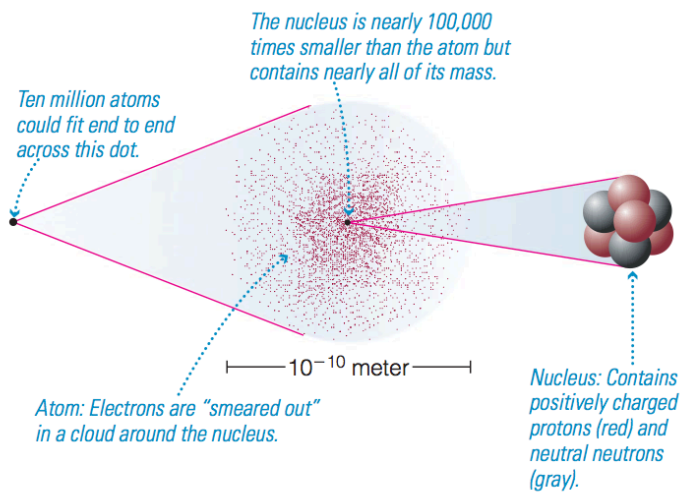 The nucleus is nearly 100,000
times smaller than the atom but
contains nearly all of its mass.
Ten million atoms
could fit end to end
across this dot.
10⁻¹⁰ meter
Atom: Electrons are “smeared out”
in a cloud around the nucleus.
Nucleus: Contains
positively charged
protons (red) and
neutral neutrons
(gray).